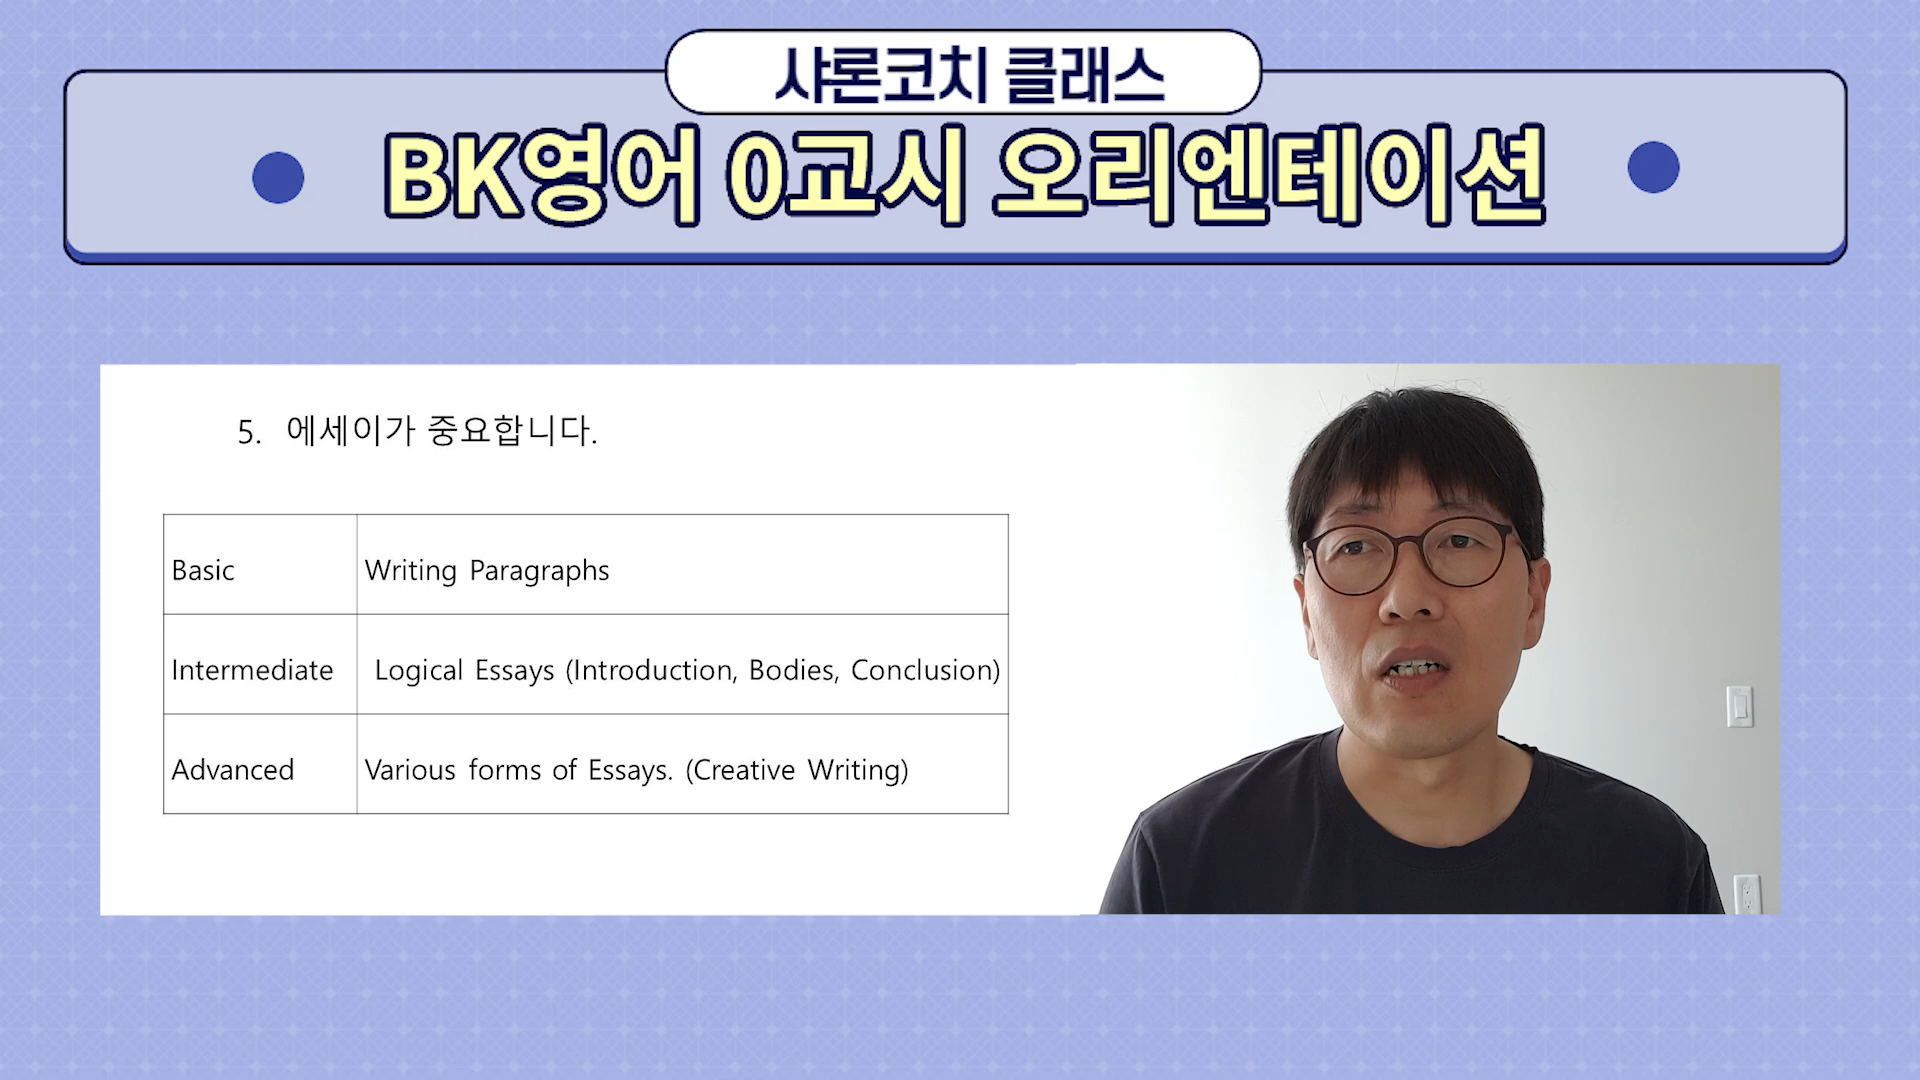 샤론코치 클래스
BK영어 0교시 오리엔테이션
5. 에세이가 중요합니다.
Basic Writing Paragraphs
Intermediate Logical Essays (Introduction, Bodies, Conclusion)
Advanced Various forms of Essays. (Creative Writing)